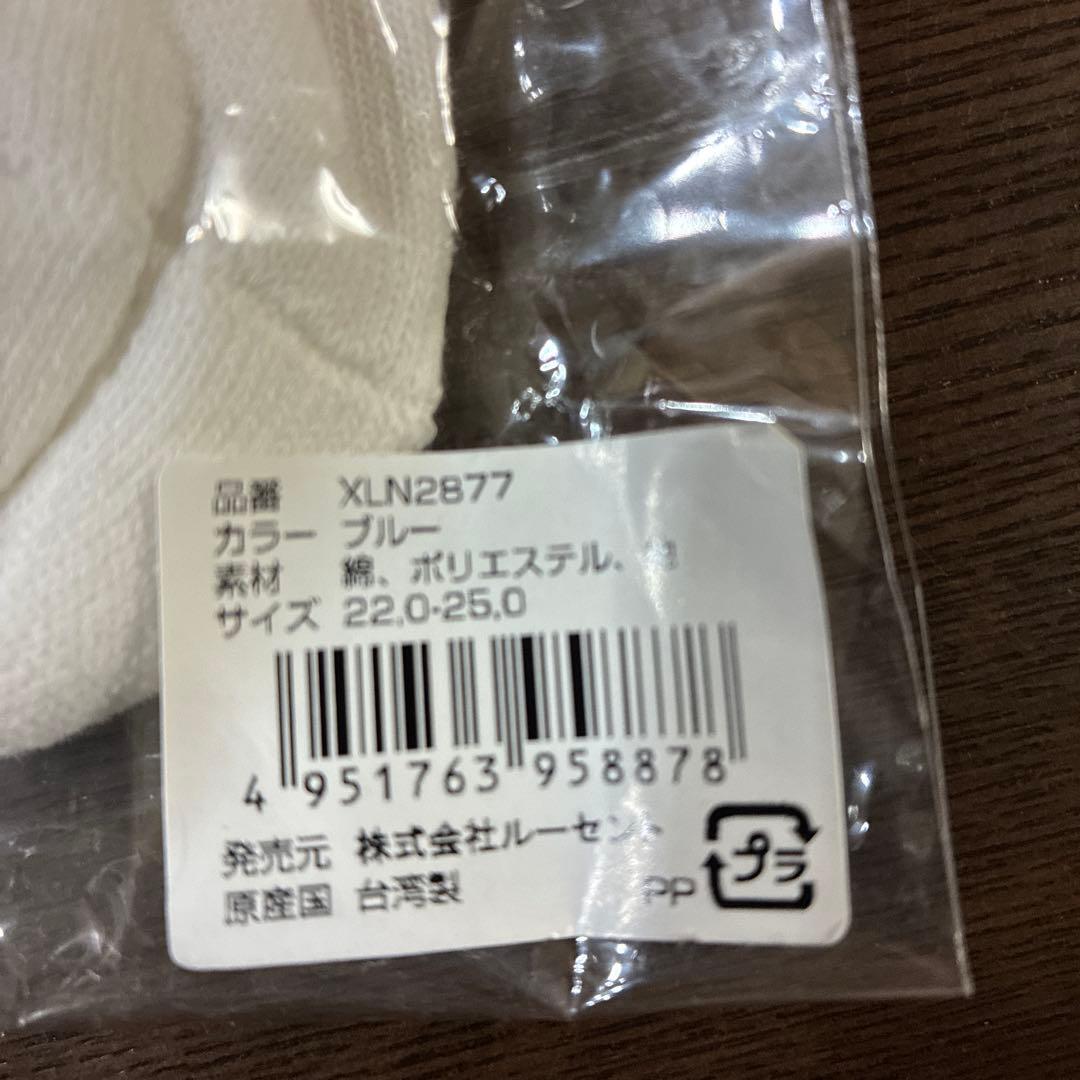 品番 XLN2877
カラー ブルー
素材 綿、ポリエステル、
サイズ 22.0-25.0
4 951763 958878
発売元 株式会社ルーセント
原産国 台湾製
PP プラ